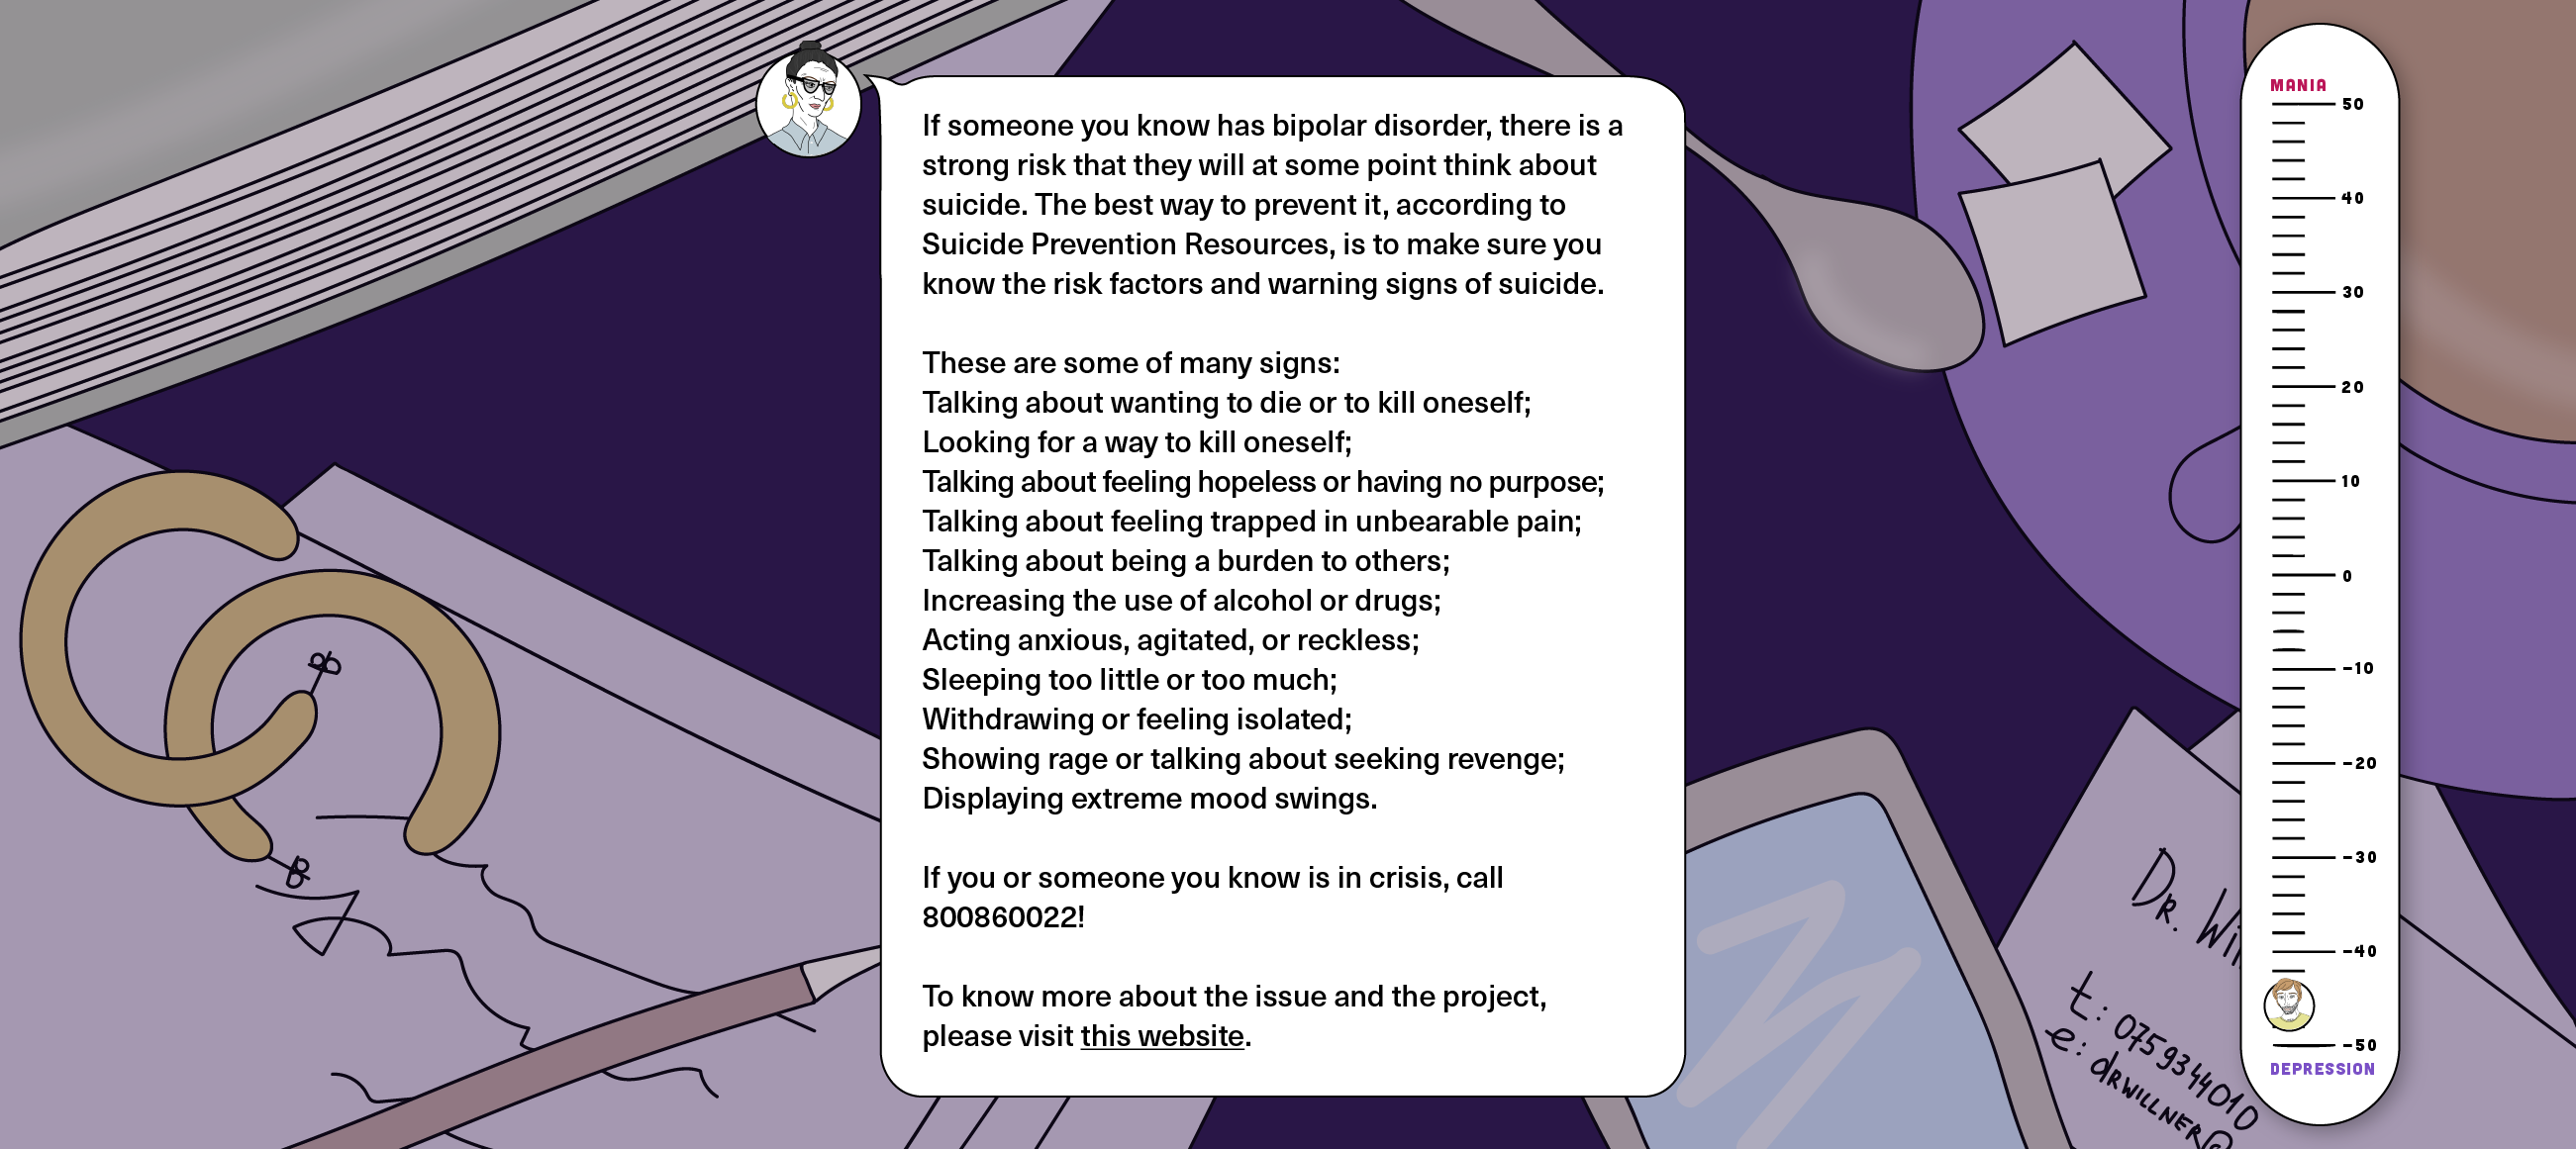 If someone you know has bipolar disorder, there is a
strong risk that they will at some point think about
suicide. The best way to prevent it, according to
Suicide Prevention Resources, is to make sure you
know the risk factors and warning signs of suicide.
These are some of many signs:
Talking about wanting to die or to kill oneself;
Looking for a way to kill oneself;
Talking about feeling hopeless or having no purpose;
Talking about feeling trapped in unbearable pain;
Talking about being a burden to others;
Increasing the use of alcohol or drugs;
Acting anxious, agitated, or reckless;
Sleeping too little or too much;
Withdrawing or feeling isolated;
Showing rage or talking about seeking revenge;
Displaying extreme mood swings.
If you or someone you know is in crisis, call
800860022!
To know more about the issue and the project,
please visit this website.
MANIA
50
40
30
20
10
0
-10
-20
-30
-40
-50
DEPRESSION
DR. Wi
t: 0759344010
e: DRWILLNER@